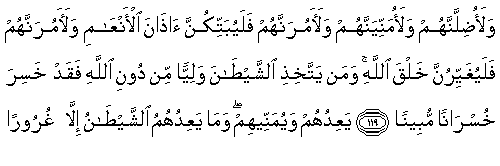 وَلَأُضِلَّنَّهُمْ وَلَأُمَنِّيَنَّهُمْ وَلَءَامُرَنَّهُمْ فَلَيُبَتِّكُنَّ ءَاذَانَ ٱلْأَنْعَـٰمِ وَلَءَامُرَنَّهُمْ
فَلَيُغَيِّرُنَّ خَلْقَ ٱللَّهِ ۚ وَمَن يَتَّخِذِ ٱلشَّيْطَـٰنَ وَلِيًّا مِّن دُونِ ٱللَّهِ فَقَدْ خَسِرَ
خُسْرَانًا مُّبِينًا ﴿١١٩﴾ يَعِدُهُمْ وَيُمَنِّيهِمْ ۖ وَمَا يَعِدُهُمُ ٱلشَّيْطَـٰنُ إِلَّا غُرُورًا